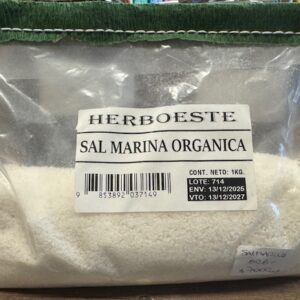 HERBOESTE
SAL MARINA ORGANICA
CONT. NETO: 1KG.
LOTE: 714
ENV: 13/12/2025
VTO: 13/12/2027
9 853892 037149